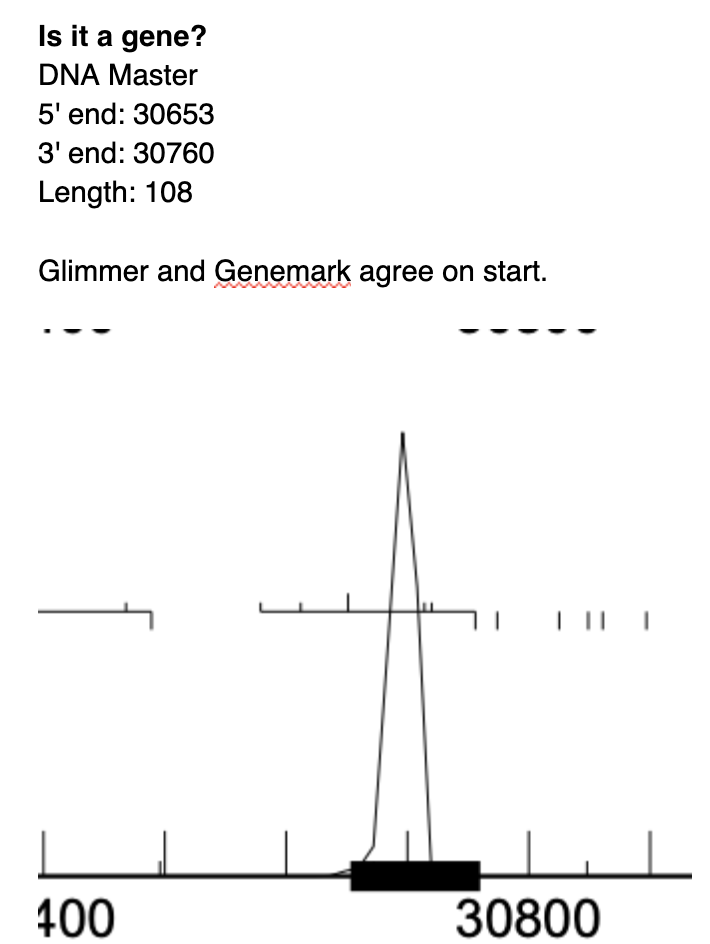 Is it a gene?
DNA Master
5' end: 30653
3' end: 30760
Length: 108
Glimmer and Genemark agree on start.
400 30800